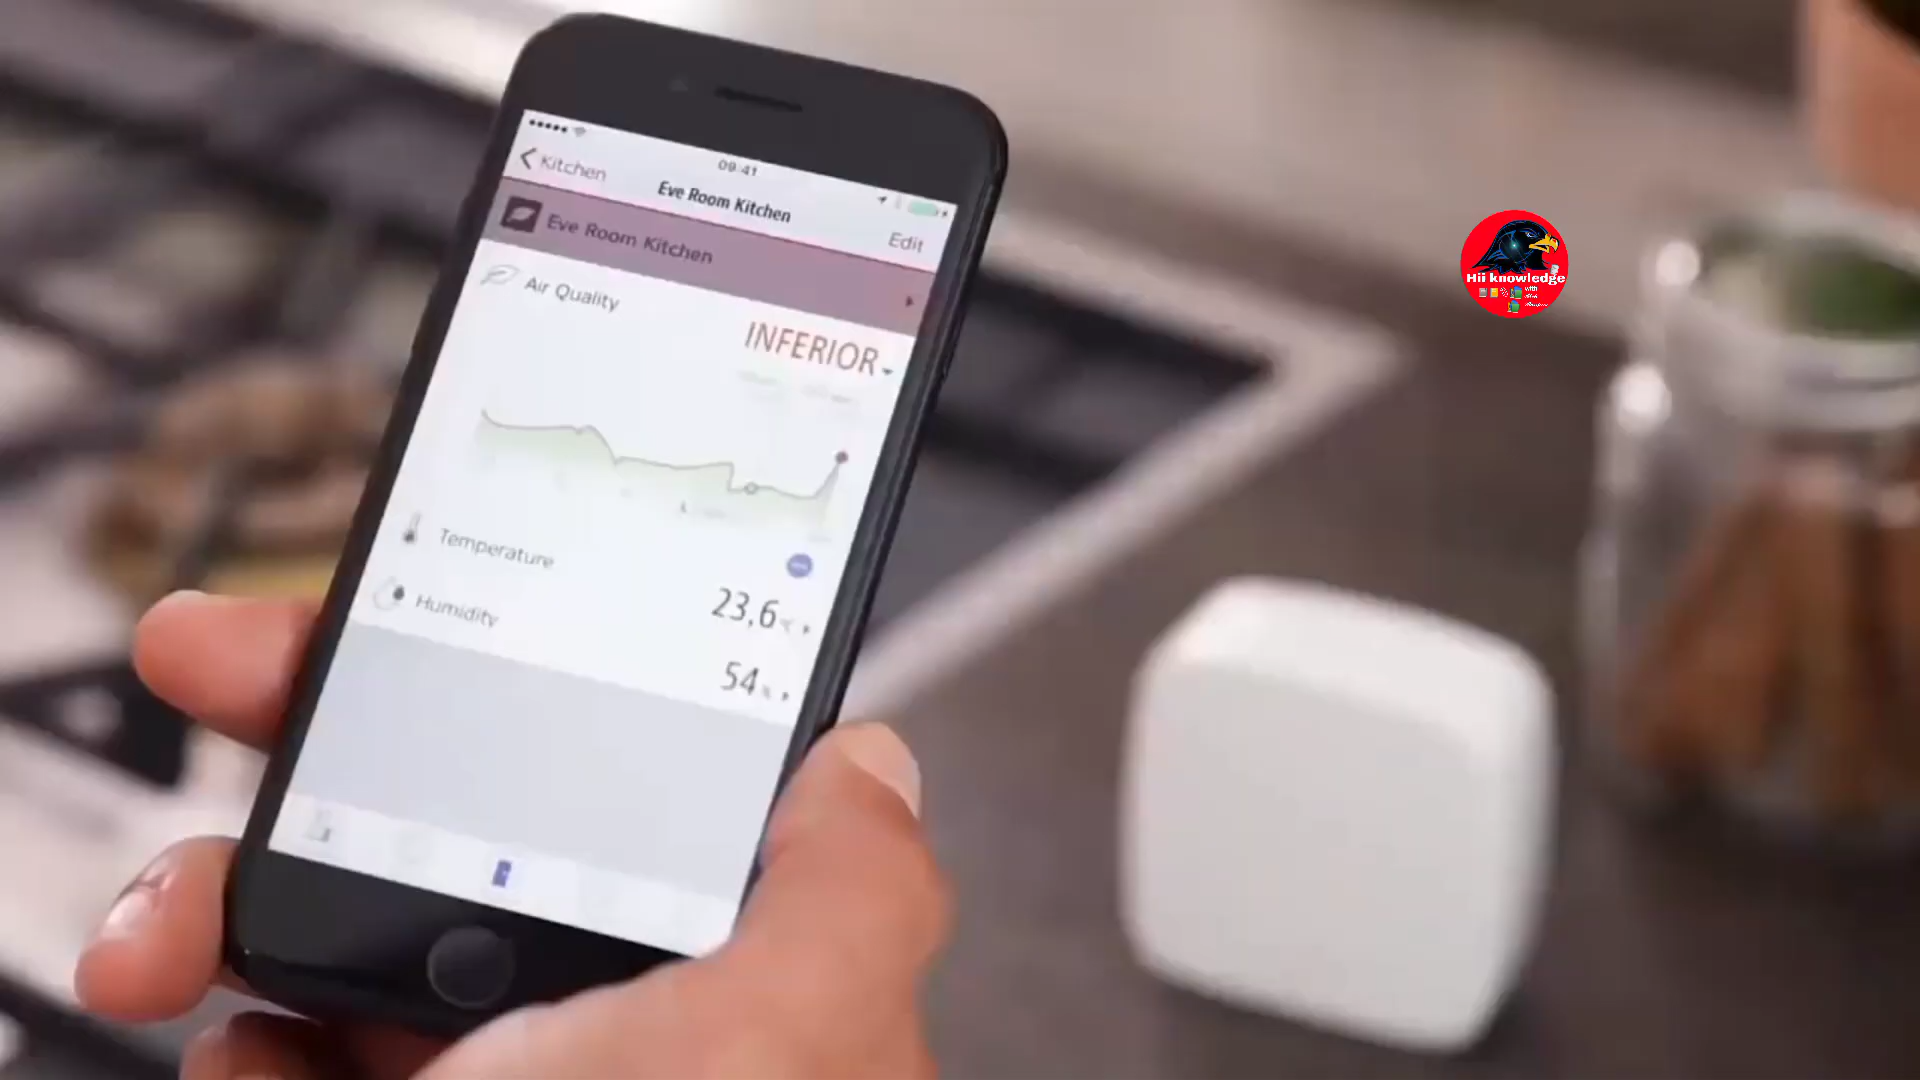 09:41
Kitchen
Eve Room Kitchen
Edit
Eve Room Kitchen
Air Quality
INFERIOR
Temperature
23,6
Humidity
54
Hii knowledge
with